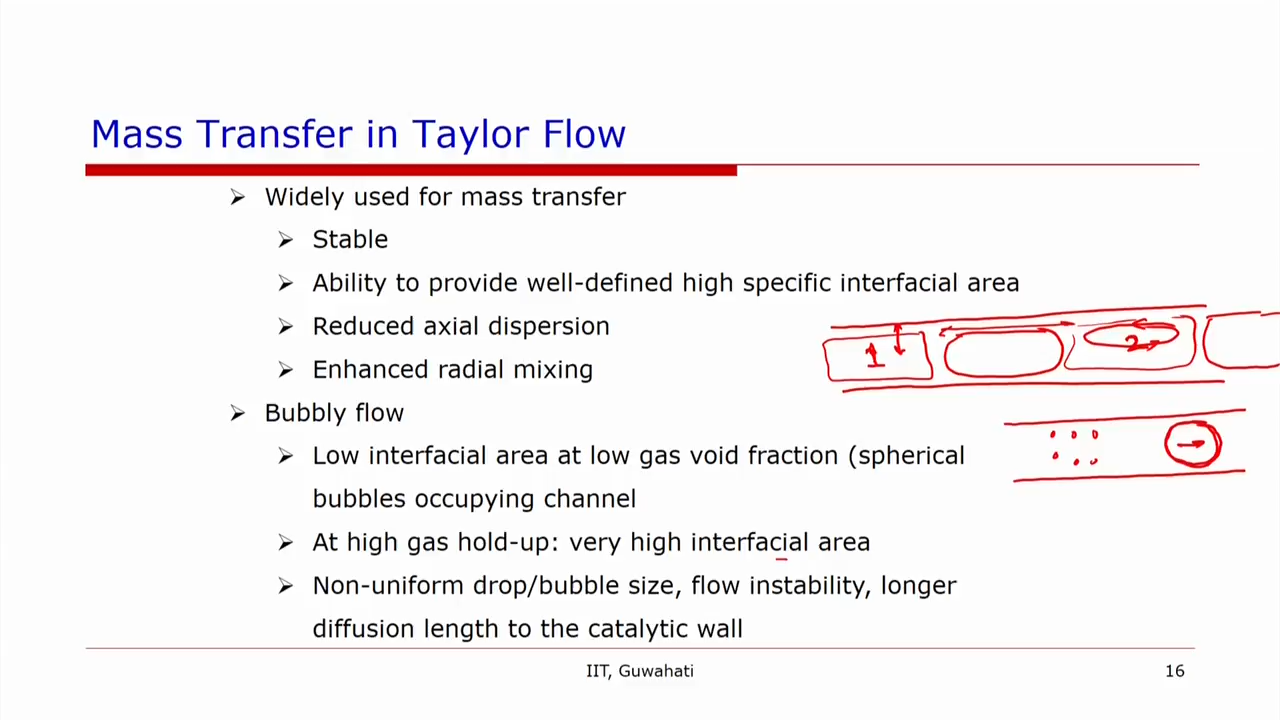 Mass Transfer in Taylor Flow
Widely used for mass transfer
Stable
Ability to provide well-defined high specific interfacial area
Reduced axial dispersion
1
2
Enhanced radial mixing
Bubbly flow
Low interfacial area at low gas void fraction (spherical
bubbles occupying channel
At high gas hold-up: very high interfacial area
Non-uniform drop/bubble size, flow instability, longer
diffusion length to the catalytic wall
IIT, Guwahati
16